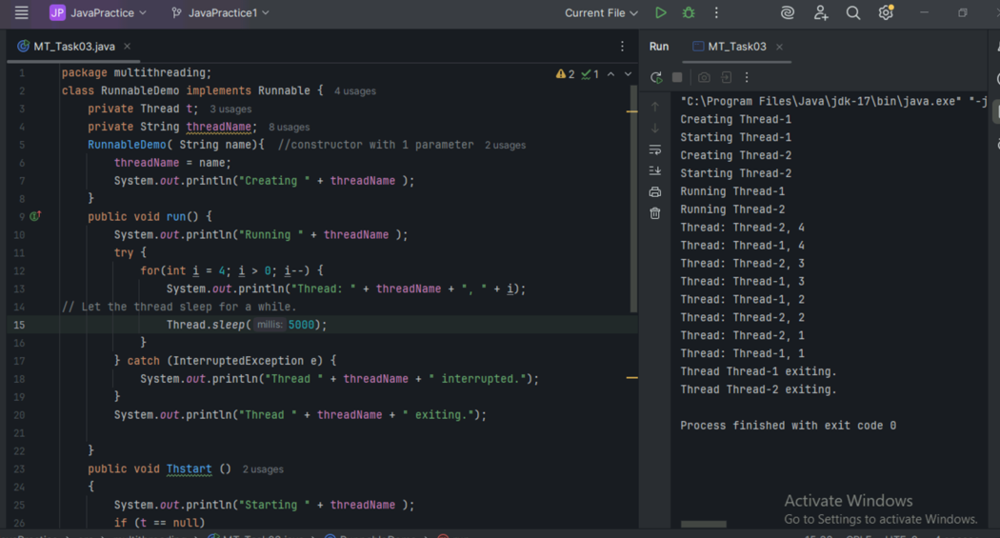 JP JavaPractice JavaPractice1 Current File
MT_Task03.java
Run MT_Task03
2 1
1 package multithreading;
2 class RunnableDemo implements Runnable { 4 usages
3 private Thread t; 3 usages
4 private String threadName; 8 usages
5 RunnableDemo( String name){ //constructor with 1 parameter 2 usages
6 threadName = name;
7 System.out.println("Creating " + threadName );
8 }
9 public void run() {
10 System.out.println("Running " + threadName );
11 try {
12 for(int i = 4; i > 0; i--) {
13 System.out.println("Thread: " + threadName + ", " + i);
14 // Let the thread sleep for a while.
15 Thread.sleep( millis: 5000);
16 }
17 } catch (InterruptedException e) {
18 System.out.println("Thread " + threadName + " interrupted.");
19 }
20 System.out.println("Thread " + threadName + " exiting.");
21
22 }
23 public void Thstart () 2 usages
24 {
25 System.out.println("Starting " + threadName );
26 if (t == null)
"C:\Program Files\Java\jdk-17\bin\java.exe" "-j
Creating Thread-1
Starting Thread-1
Creating Thread-2
Starting Thread-2
Running Thread-1
Running Thread-2
Thread: Thread-2, 4
Thread: Thread-1, 4
Thread: Thread-2, 3
Thread: Thread-1, 3
Thread: Thread-1, 2
Thread: Thread-2, 2
Thread: Thread-2, 1
Thread: Thread-1, 1
Thread Thread-1 exiting.
Thread Thread-2 exiting.
Process finished with exit code 0
Activate Windows
Go to Settings to activate Windows.